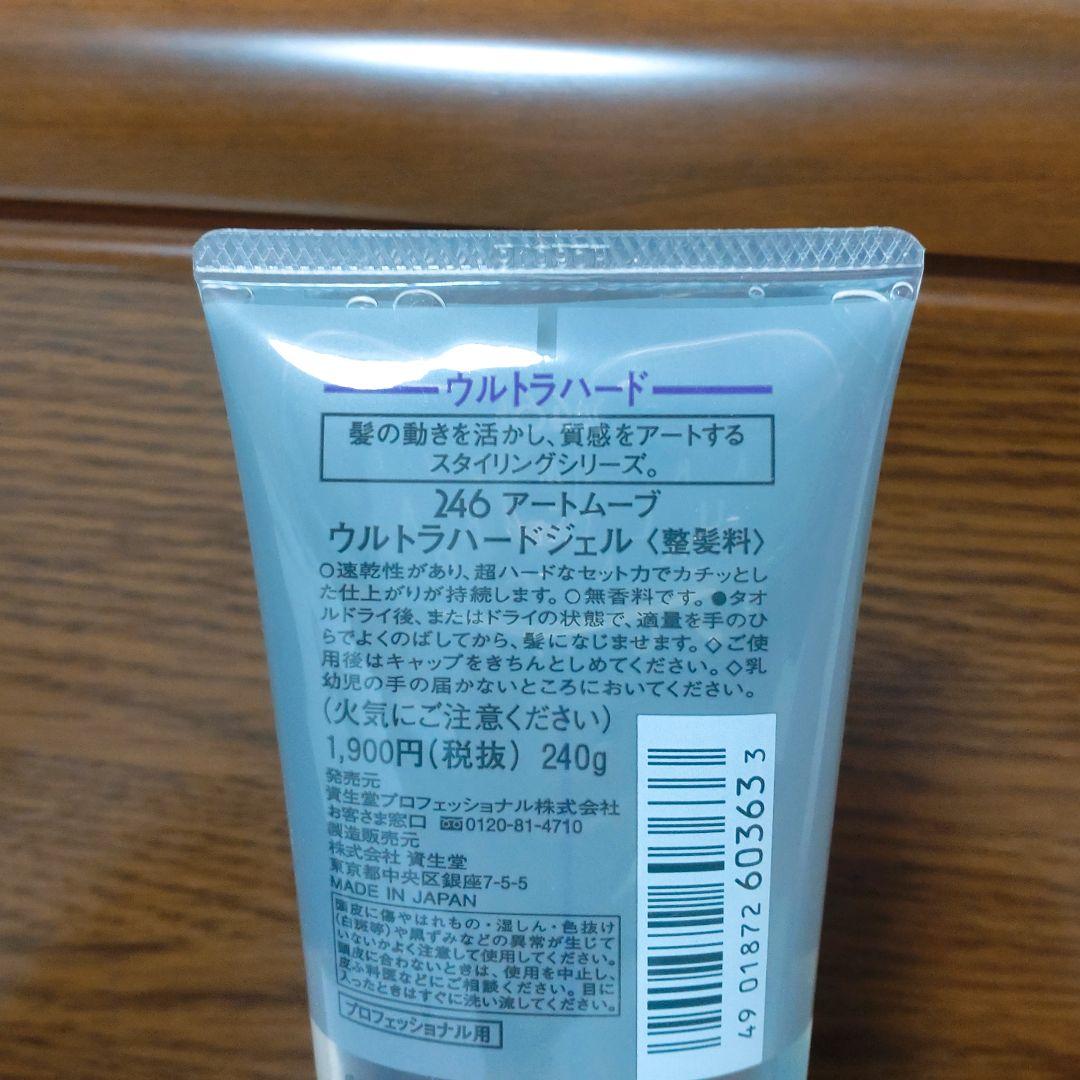 ウルトラハード
髪の動きを活かし、質感をアートする
スタイリングシリーズ。
246 アートムーブ
ウルトラハードジェル〈整髪料〉
○速乾性があり、超ハードなセット力でカチッとし
た仕上がりが持続します。○無香料です。●タオ
ルドライ後、またはドライの状態で、適量を手のひ
らでよくのばしてから、髪になじませます。◇ご使
用後はキャップをきちんとしめてください。◇乳
幼児の手の届かないところにおいてください。
(火気にご注意ください)
1,900円(税抜) 240g
発売元
資生堂プロフェッショナル株式会社
お客さま窓口 0120-81-4710
製造販売元
株式会社 資生堂
東京都中央区銀座7-5-5
MADE IN JAPAN
頭皮に傷やはれもの・湿しん・色抜け
(白斑等)や黒ずみなどの異常が生じて
いないかよく注意して使用してください。
頭皮に合わないときは、使用を中止し、
皮ふ科医などにご相談ください。目に
入ったときはすぐに洗い流してください。
プロフェッショナル用
4901872603633